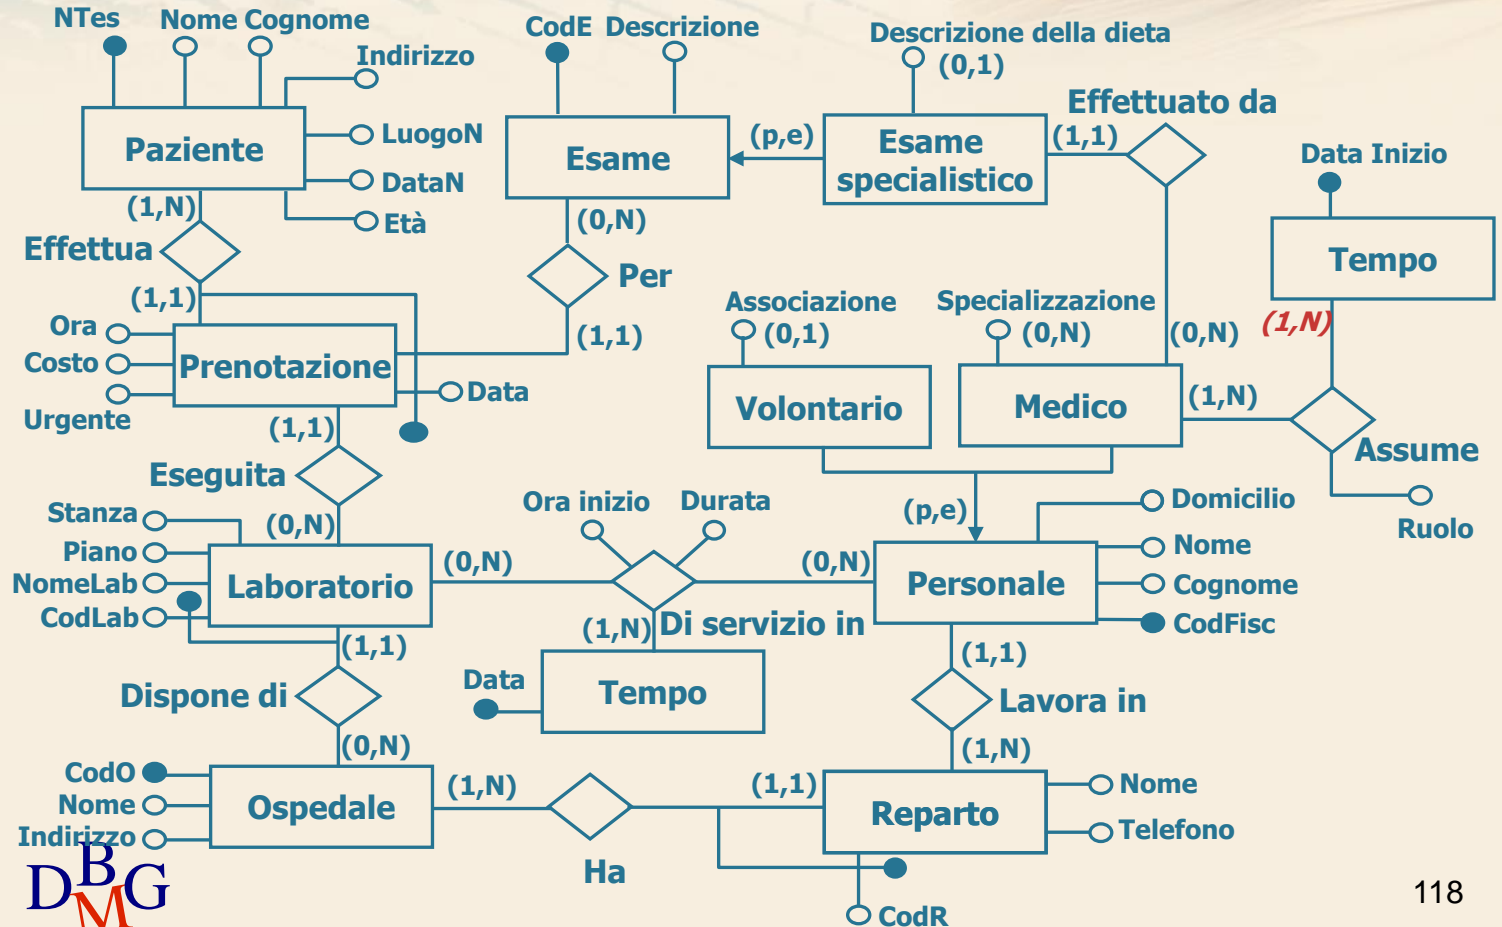 NTes Nome Cognome CodE Descrizione Descrizione della dieta
Indirizzo (0,1)
Effettuato da
Paziente LuogoN Esame (p,e) Esame specialistico (1,1) Data Inizio
DataN
(1,N) Età (0,N) Tempo
Effettua Per
(1,1) Associazione Specializzazione (1,N)
Ora (1,1) (0,1) (0,N) (0,N)
Costo Prenotazione
Urgente Data Volontario Medico (1,N)
(1,1) Assume
Eseguita
Stanza Ora inizio Durata Domicilio
(0,N) (p,e) Ruolo
Piano Nome
NomeLab Laboratorio (0,N) (0,N) Personale Cognome
CodLab Di servizio in CodFisc
(1,1) (1,N) (1,1)
Dispone di Data Tempo Lavora in
(0,N) (1,N)
CodO
Nome Ospedale (1,N) (1,1) Reparto Nome
Indirizzo Telefono
Ha
DBMG
CodR
118